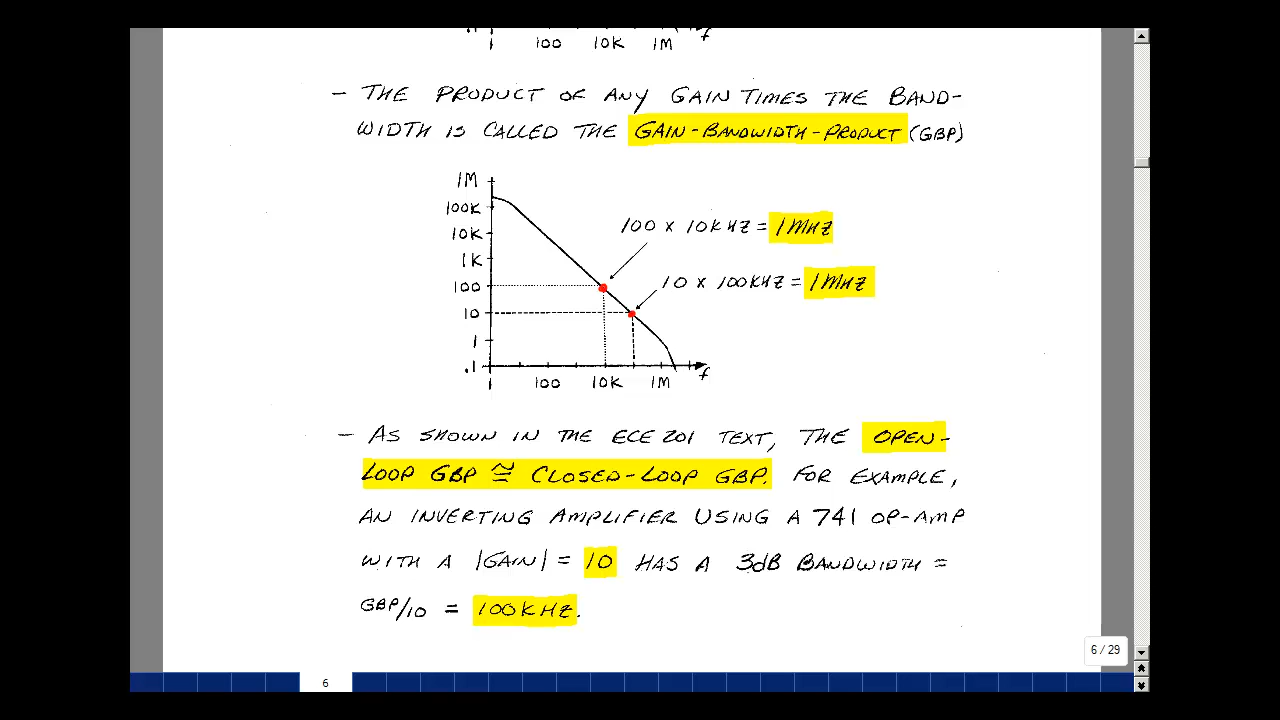 .1
1 100 10K 1M f
- THE PRODUCT OF ANY GAIN TIMES THE BAND-
WIDTH IS CALLED THE GAIN-BANDWIDTH-PRODUCT (GBP)
1M
100K
10K
1K
100
10
1
.1
1 100 10K 1M f
100 x 10KHZ = 1MHZ
10 x 100KHZ = 1MHZ
- AS SHOWN IN THE ECE 201 TEXT, THE OPEN-
LOOP GBP ≅ CLOSED-LOOP GBP. FOR EXAMPLE,
AN INVERTING AMPLIFIER USING A 741 OP-AMP
WITH A |GAIN| = 10 HAS A 3dB BANDWIDTH =
GBP/10 = 100KHZ.
6 / 29
6